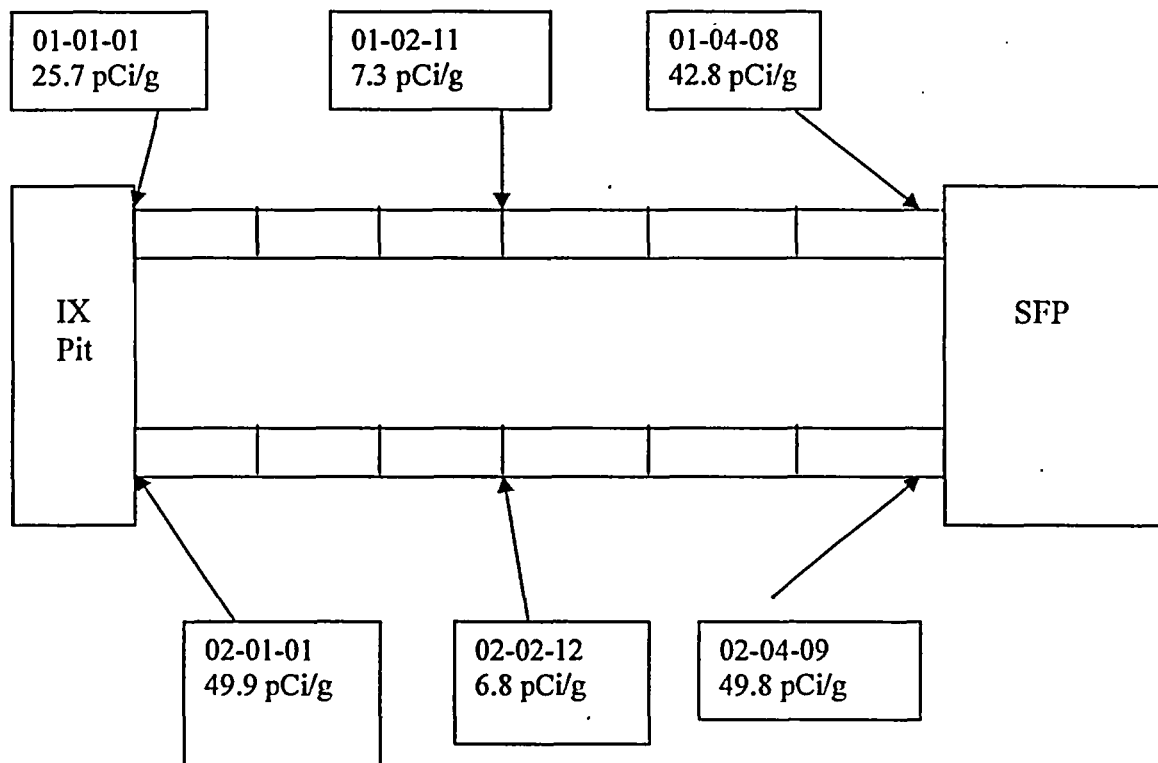 01-01-01
25.7 pCi/g
01-02-11
7.3 pCi/g
01-04-08
42.8 pCi/g
IX
Pit
SFP
02-01-01
49.9 pCi/g
02-02-12
6.8 pCi/g
02-04-09
49.8 pCi/g